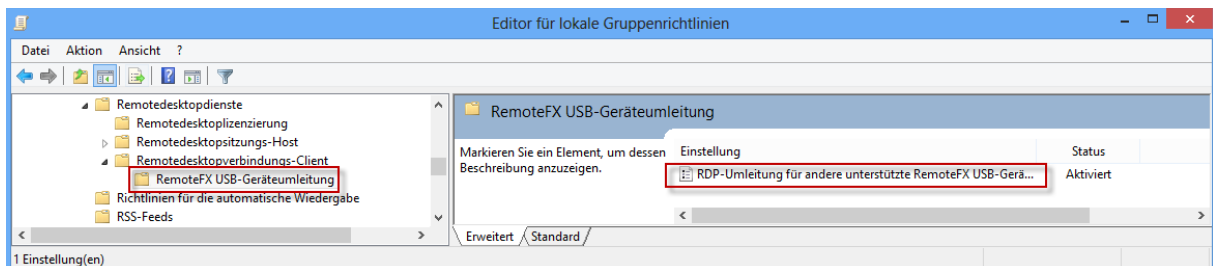 Editor für lokale Gruppenrichtlinien
Datei Aktion Ansicht ?
Remotedesktopdienste
Remotedesktoplizenzierung
Remotedesktopsitzungs-Host
Remotedesktopverbindungs-Client
RemoteFX USB-Geräteumleitung
Richtlinien für die automatische Wiedergabe
RSS-Feeds
RemoteFX USB-Geräteumleitung
Markieren Sie ein Element, um dessen
Beschreibung anzuzeigen.
Einstellung Status
RDP-Umleitung für andere unterstützte RemoteFX USB-Gerä... Aktiviert
Erweitert Standard
1 Einstellung(en)